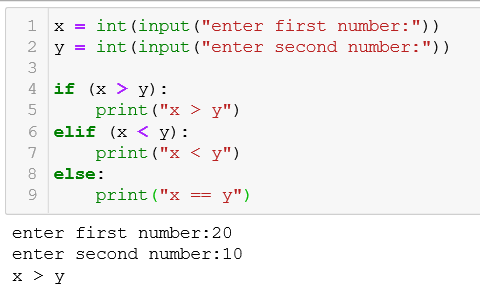 1 x = int(input("enter first number:"))
2 y = int(input("enter second number:"))
3
4 if (x > y):
5     print("x > y")
6 elif (x < y):
7     print("x < y")
8 else:
9     print("x == y")
enter first number:20
enter second number:10
x > y